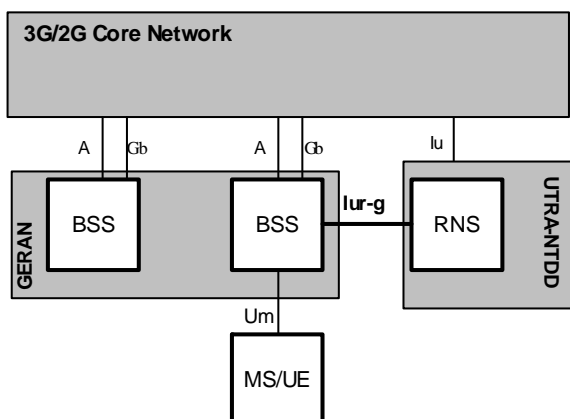 3G/2G Core Network
A
Gb
A
Gb
Iu
BSS
BSS
Iur-g
RNS
GERAN
UTRA-NTDD
Um
MS/UE